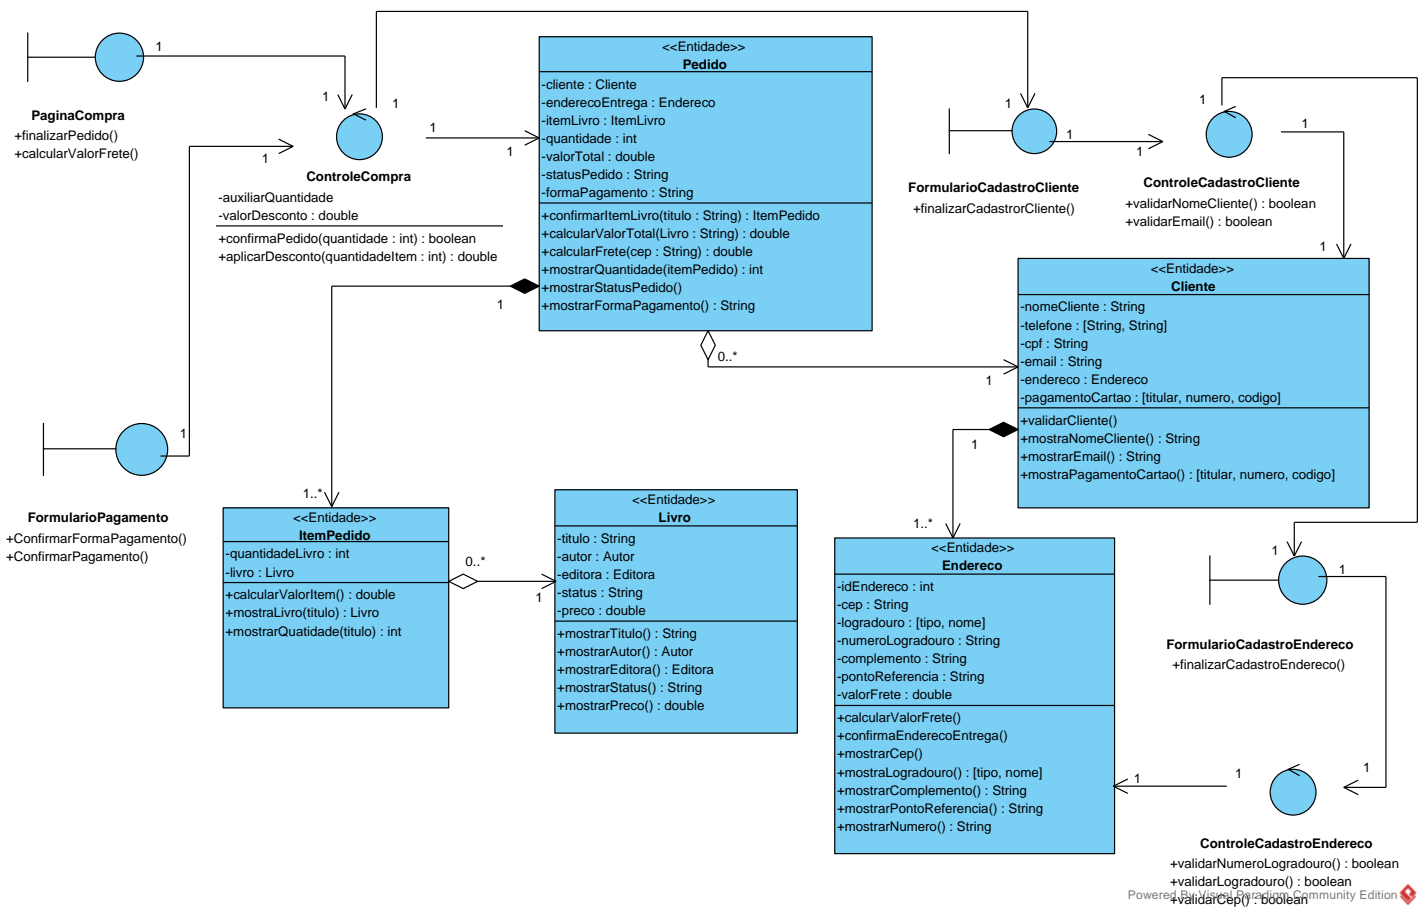 1
PaginaCompra
+finalizarPedido()
+calcularValorFrete()
1
1
1
ControleCompra
-auxiliarQuantidade
-valorDesconto : double
+confirmaPedido(quantidade : int) : boolean
+aplicarDesconto(quantidadeItem : int) : double
1
1
<<Entidade>>
Pedido
-cliente : Cliente
-enderecoEntrega : Endereco
-itemLivro : ItemLivro
-quantidade : int
-valorTotal : double
-statusPedido : String
-formaPagamento : String
+confirmarItemLivro(titulo : String) : ItemPedido
+calcularValorTotal(Livro : String) : double
+calcularFrete(cep : String) : double
+mostrarQuantidade(itemPedido) : int
+mostrarStatusPedido()
+mostrarFormaPagamento() : String
1
0..*
1
1
1
1
FormularioCadastroCliente
+finalizarCadastrorCliente()
1
1
ControleCadastroCliente
+validarNomeCliente() : boolean
+validarEmail() : boolean
1
<<Entidade>>
Cliente
-nomeCliente : String
-telefone : [String, String]
-cpf : String
-email : String
-endereco : Endereco
-pagamentoCartao : [titular, numero, codigo]
+validarCliente()
+mostraNomeCliente() : String
+mostrarEmail() : String
+mostraPagamentoCartao() : [titular, numero, codigo]
1
1..*
1
FormularioPagamento
+ConfirmarFormaPagamento()
+ConfirmarPagamento()
1..*
<<Entidade>>
ItemPedido
-quantidadeLivro : int
-livro : Livro
+calcularValorItem() : double
+mostraLivro(titulo) : Livro
+mostrarQuatidade(titulo) : int
0..*
1
<<Entidade>>
Livro
-titulo : String
-autor : Autor
-editora : Editora
-status : String
-preco : double
+mostrarTitulo() : String
+mostrarAutor() : Autor
+mostrarEditora() : Editora
+mostrarStatus() : String
+mostrarPreco() : double
<<Entidade>>
Endereco
-idEndereco : int
-cep : String
-logradouro : [tipo, nome]
-numeroLogradouro : String
-complemento : String
-pontoReferencia : String
-valorFrete : double
+calcularValorFrete()
+confirmaEnderecoEntrega()
+mostrarCep()
+mostraLogradouro() : [tipo, nome]
+mostrarComplemento() : String
+mostrarPontoReferencia() : String
+mostrarNumero() : String
1
1
FormularioCadastroEndereco
+finalizarCadastroEndereco()
1
1
1
ControleCadastroEndereco
+validarNumeroLogradouro() : boolean
+validarLogradouro() : boolean
+validarCep() : boolean
Powered By Visual Paradigm Community Edition